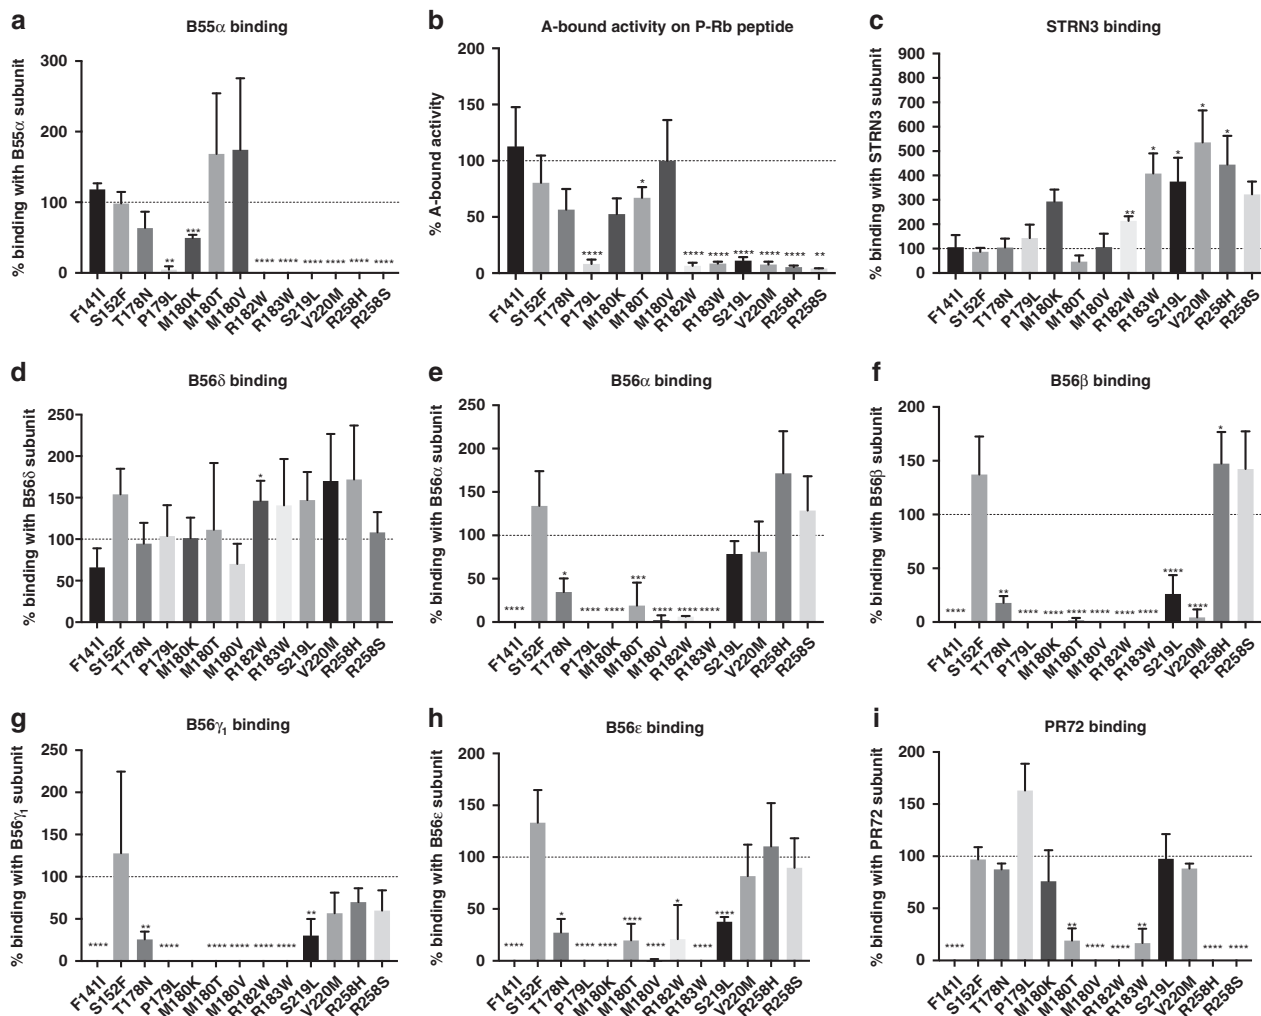 a
B55α binding
% binding with B55α subunit
300
200
100
0
** *** **** **** **** **** **** ****
F141I S152F T178N P179L M180K M180T M180V R182W R183W S219L V220M R258H R258S
b
A-bound activity on P-Rb peptide
% A-bound activity
200
150
100
50
0
**** * **** **** **** **** **** **
F141I S152F T178N P179L M180K M180T M180V R182W R183W S219L V220M R258H R258S
c
STRN3 binding
% binding with STRN3 subunit
900
800
700
600
500
400
300
200
100
0
** * * * *
F141I S152F T178N P179L M180K M180T M180V R182W R183W S219L V220M R258H R258S
d
B56δ binding
% binding with B56δ subunit
250
200
150
100
50
0
*
F141I S152F T178N P179L M180K M180T M180V R182W R183W S219L V220M R258H R258S
e
B56α binding
% binding with B56α subunit
250
200
150
100
50
0
**** * **** **** *** **** **** ****
F141I S152F T178N P179L M180K M180T M180V R182W R183W S219L V220M R258H R258S
f
B56β binding
% binding with B56β subunit
200
150
100
50
0
**** ** **** **** **** **** **** **** **** **** *
F141I S152F T178N P179L M180K M180T M180V R182W R183W S219L V220M R258H R258S
g
B56γ1 binding
% binding with B56γ1 subunit
250
200
150
100
50
0
**** ** **** **** **** **** **** **
F141I S152F T178N P179L M180K M180T M180V R182W R183W S219L V220M R258H R258S
h
B56ε binding
% binding with B56ε subunit
200
150
100
50
0
**** * **** **** **** **** * **** ****
F141I S152F T178N P179L M180K M180T M180V R182W R183W S219L V220M R258H R258S
i
PR72 binding
% binding with PR72 subunit
200
150
100
50
0
**** ** **** **** ** **** ****
F141I S152F T178N P179L M180K M180T M180V R182W R183W S219L V220M R258H R258S